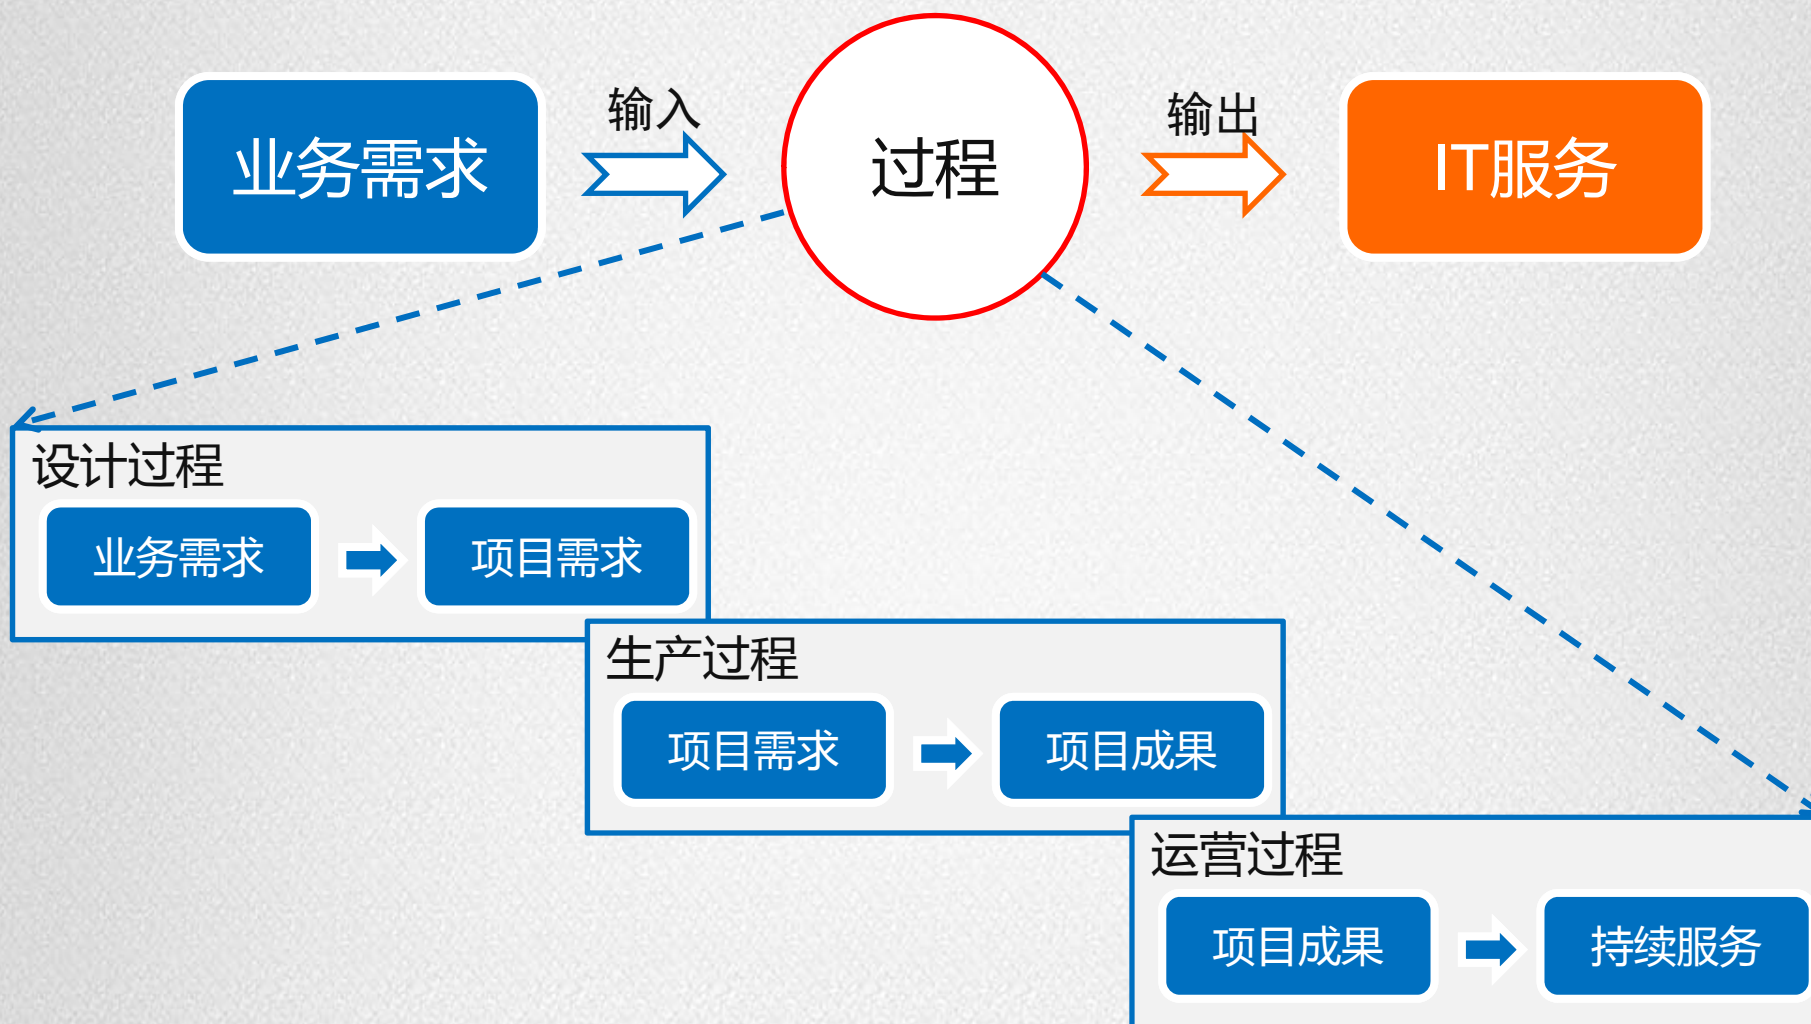 业务需求
输入
过程
输出
IT服务
设计过程
业务需求
项目需求
生产过程
项目需求
项目成果
运营过程
项目成果
持续服务